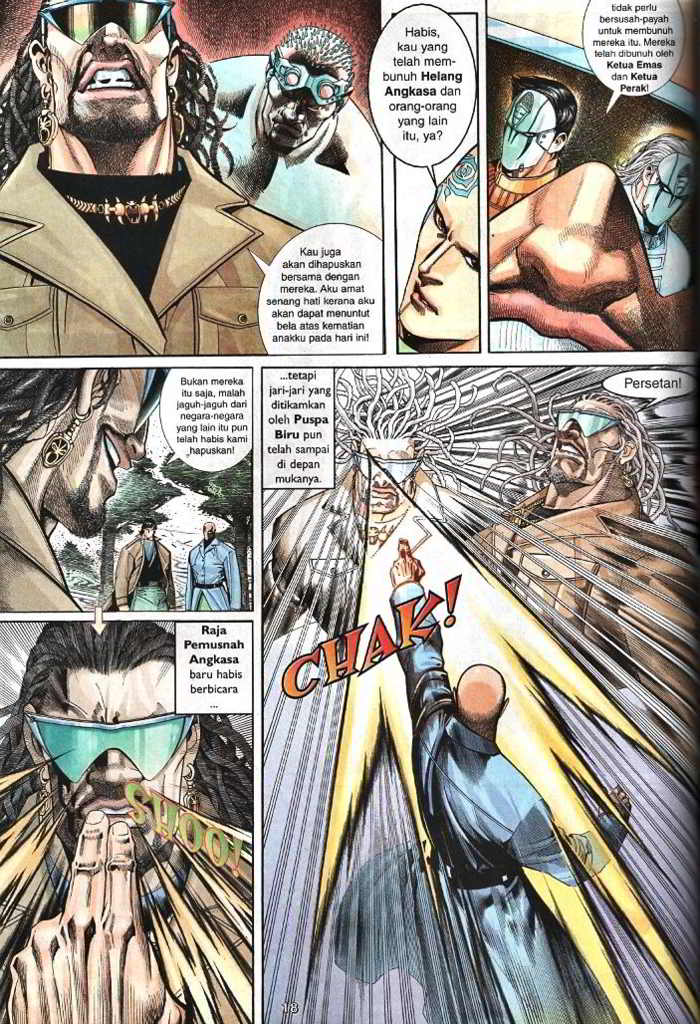 Kau juga
akan dihapuskan
bersama dengan
mereka. Aku amat
senang hati kerana aku
akan dapat menuntut
bela atas kematian
anakku pada hari ini!
Habis,
kau yang
telah mem-
bunuh Helang
Angkasa dan
orang-orang
yang lain
itu, ya?
tidak perlu
bersusah-payah
untuk membunuh
mereka itu. Mereka
telah dibunuh oleh
Ketua Emas
dan Ketua
Perak!
Bukan mereka
itu saja, malah
jaguh-jaguh dari
negara-negara
yang lain itu pun
telah habis kami
hapuskan!
Raja
Pemusnah
Angkasa
baru habis
berbicara
...
SHOO!
...tetapi
jari-jari yang
ditikamkan
oleh Puspa
Biru pun
telah sampai
di depan
mukanya.
Persetan!
CHAK!
18